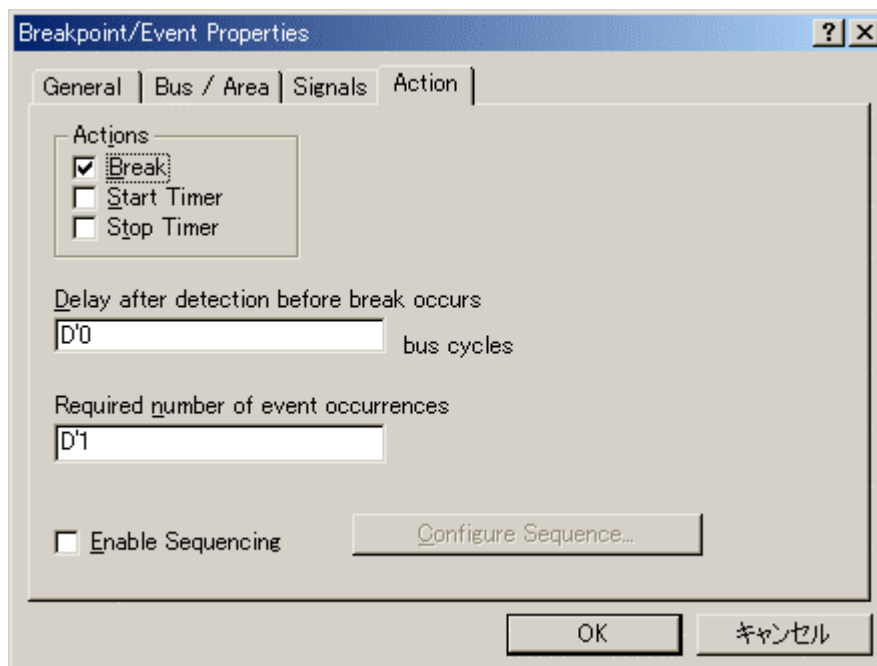 Breakpoint/Event Properties
General Bus / Area Signals Action
Actions
Break
Start Timer
Stop Timer
Delay after detection before break occurs
D'0 bus cycles
Required number of event occurrences
D'1
Enable Sequencing Configure Sequence...
OK キャンセル